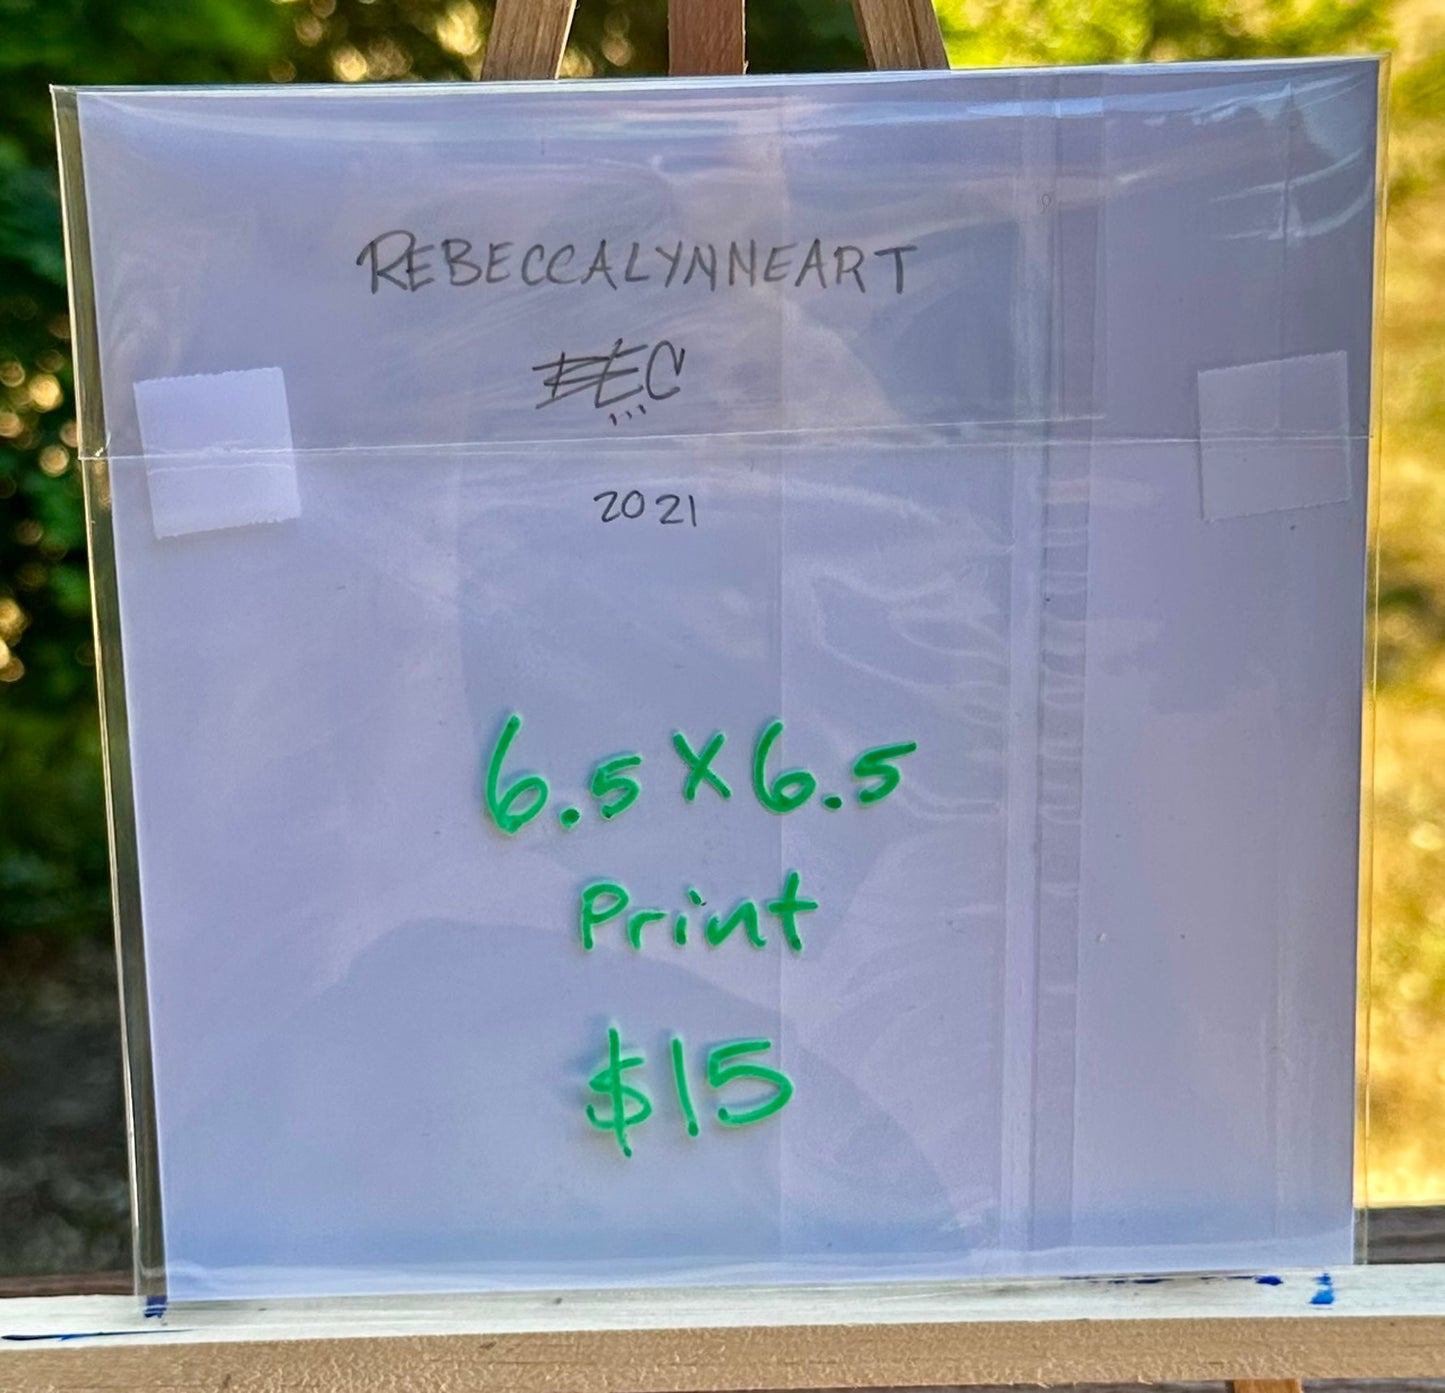 REBECCALYNNEART
2021
6.5 x 6.5
Print
$15